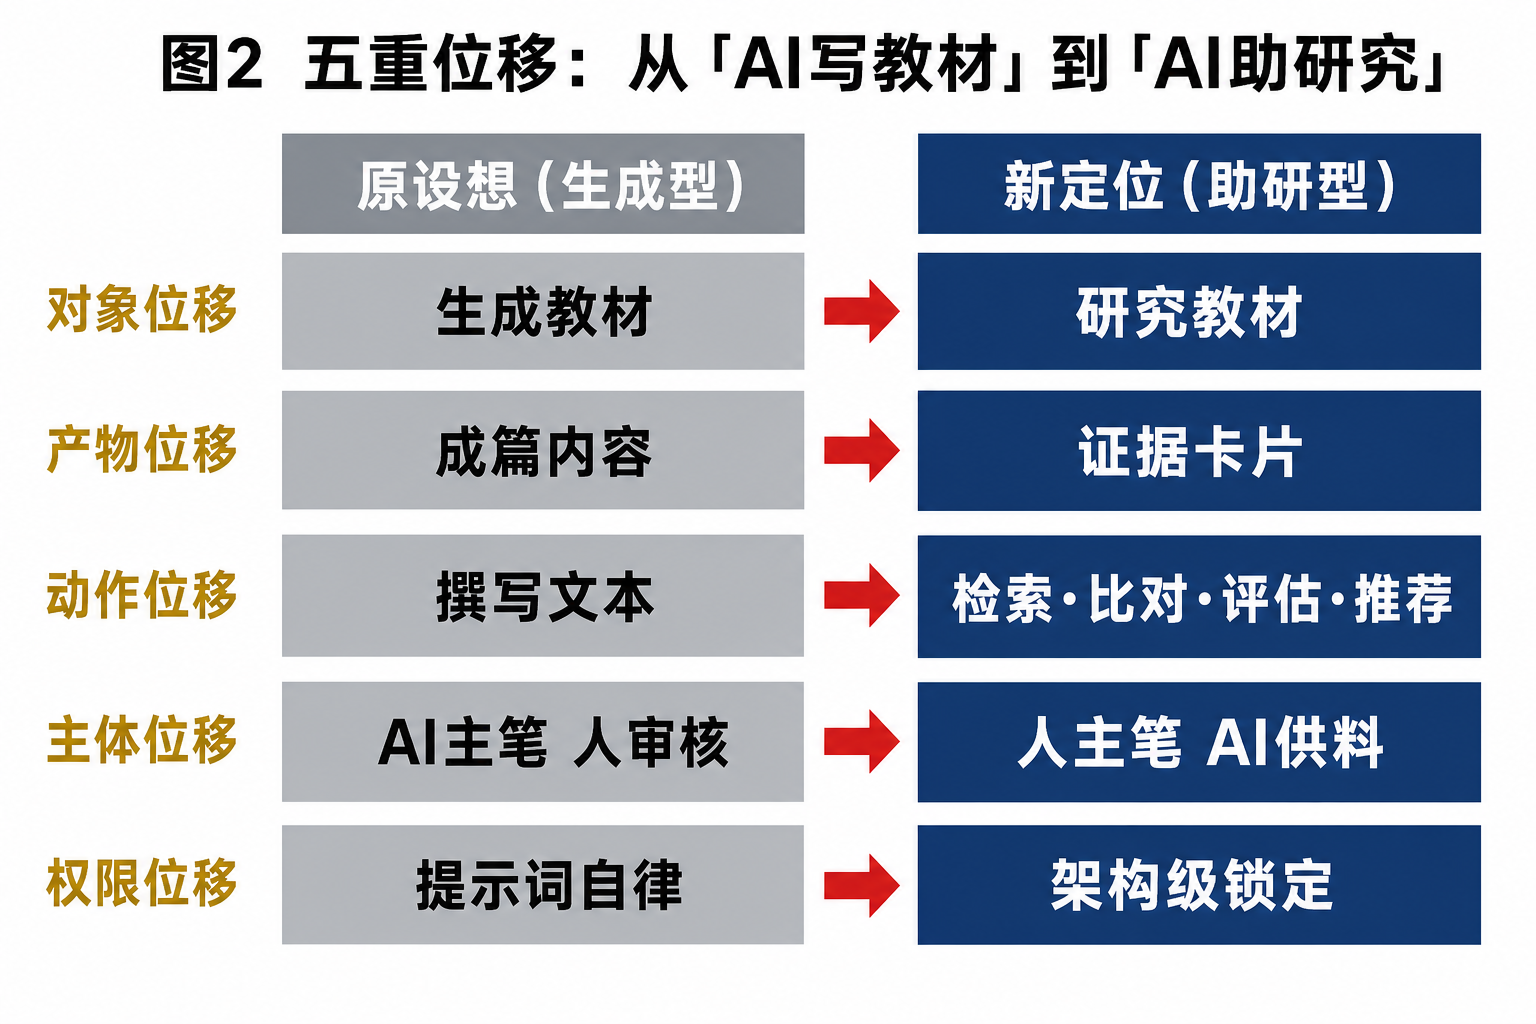 图2 五重位移：从「AI写教材」到「AI助研究」
原设想（生成型） 新定位（助研型）
对象位移 生成教材 研究教材
产物位移 成篇内容 证据卡片
动作位移 撰写文本 检索·比对·评估·推荐
主体位移 AI主笔 人审核 人主笔 AI供料
权限位移 提示词自律 架构级锁定